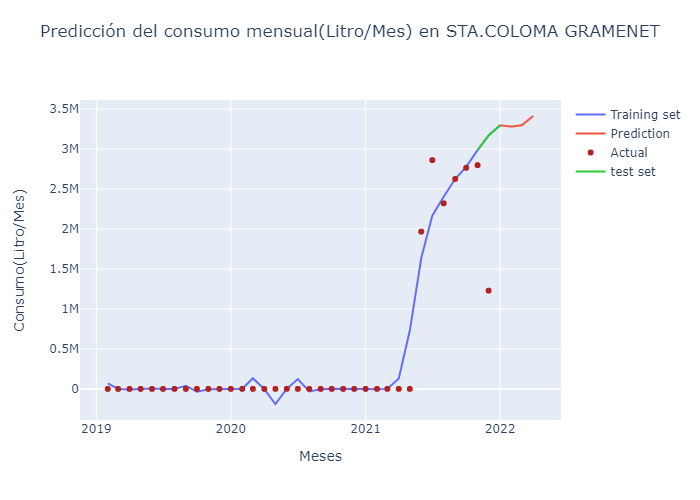 Predicción del consumo mensual(Litro/Mes) en STA.COLOMA GRAMENET
3.5M
3M
2.5M
2M
1.5M
1M
0.5M
0
2019
2020
2021
2022
Meses
Consumo(Litro/Mes)
Training set
Prediction
Actual
test set